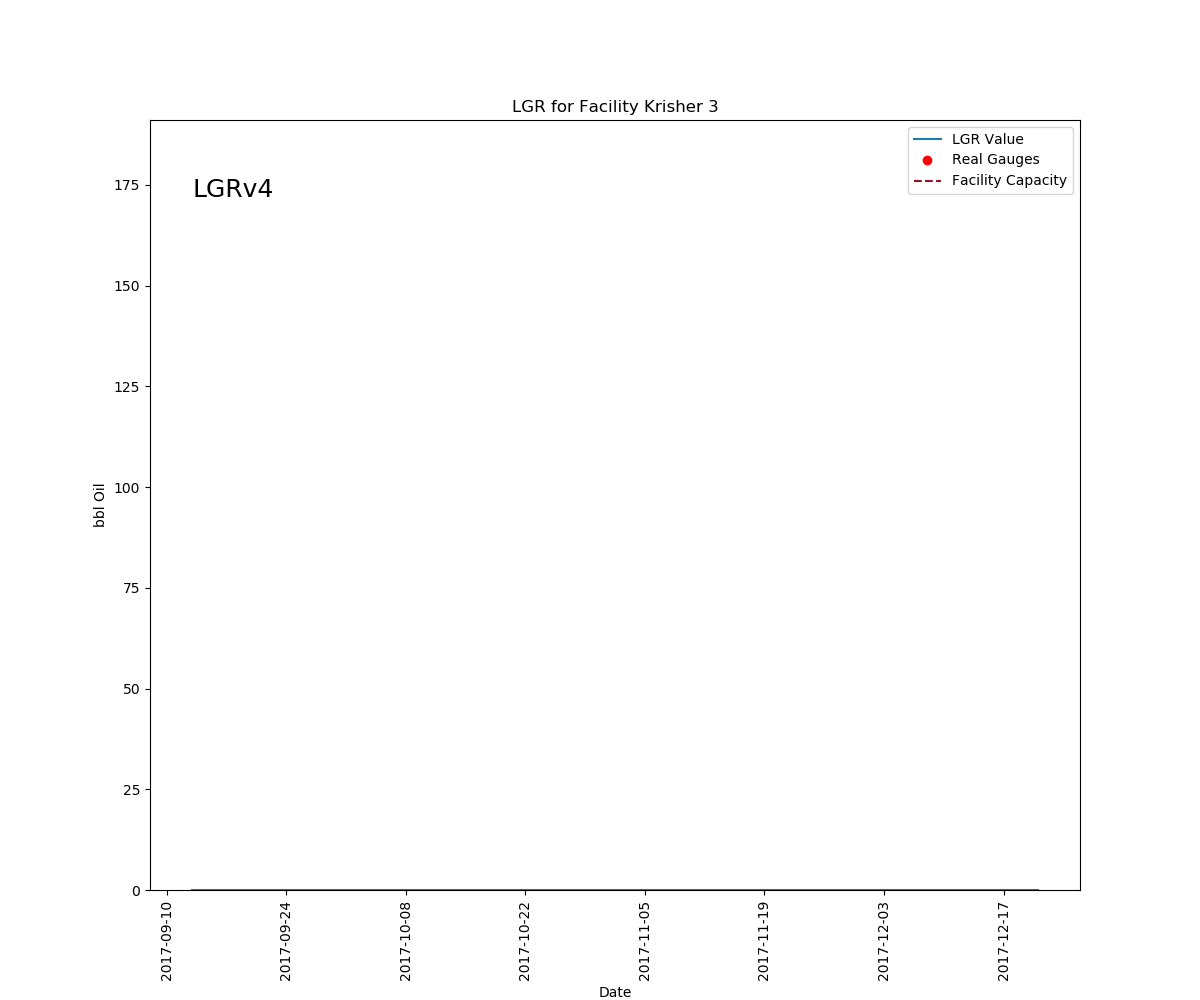 LGR for Facility Krisher 3
LGR Value
Real Gauges
Facility Capacity
LGRv4
175
150
125
100
75
50
25
0
bbl Oil
2017-09-10
2017-09-24
2017-10-08
2017-10-22
2017-11-05
2017-11-19
2017-12-03
2017-12-17
Date